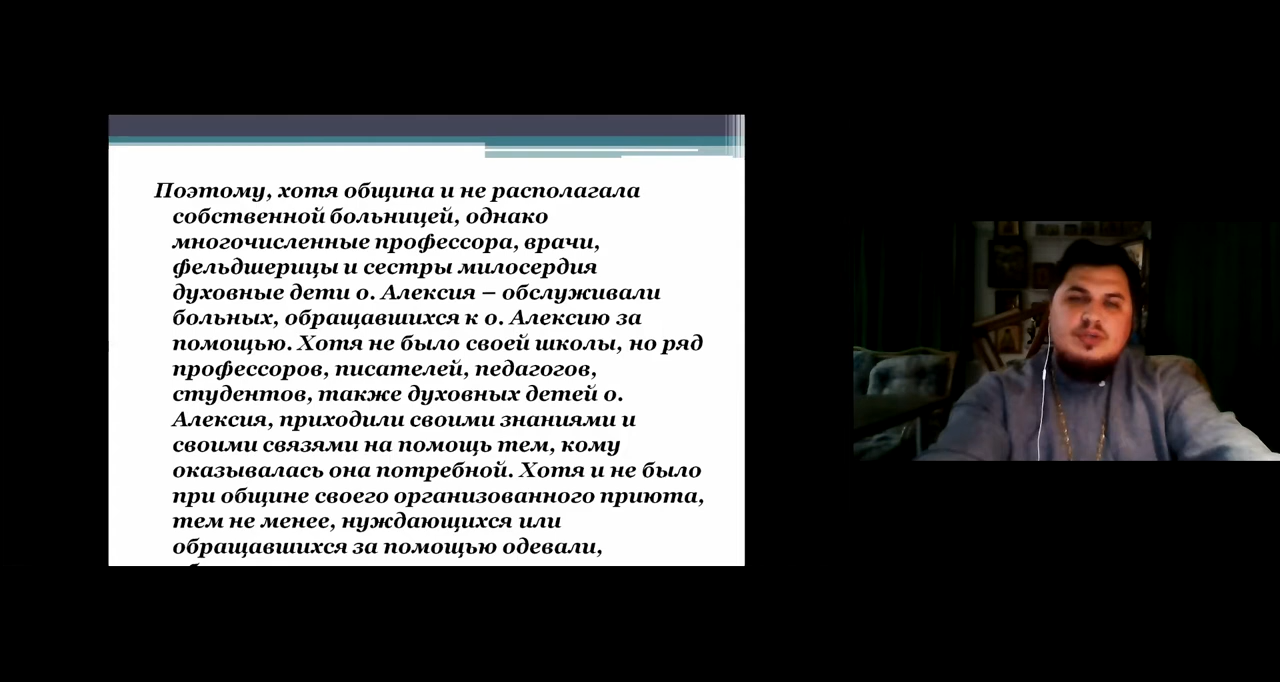 Поэтому, хотя община и не располагала
собственной больницей, однако
многочисленные профессора, врачи,
фельдшерицы и сестры милосердия
духовные дети о. Алексия – обслуживали
больных, обращавшихся к о. Алексию за
помощью. Хотя не было своей школы, но ряд
профессоров, писателей, педагогов,
студентов, также духовных детей о.
Алексия, приходили своими знаниями и
своими связями на помощь тем, кому
оказывалась она потребной. Хотя и не было
при общине своего организованного приюта,
тем не менее, нуждающихся или
обращавшихся за помощью одевали,